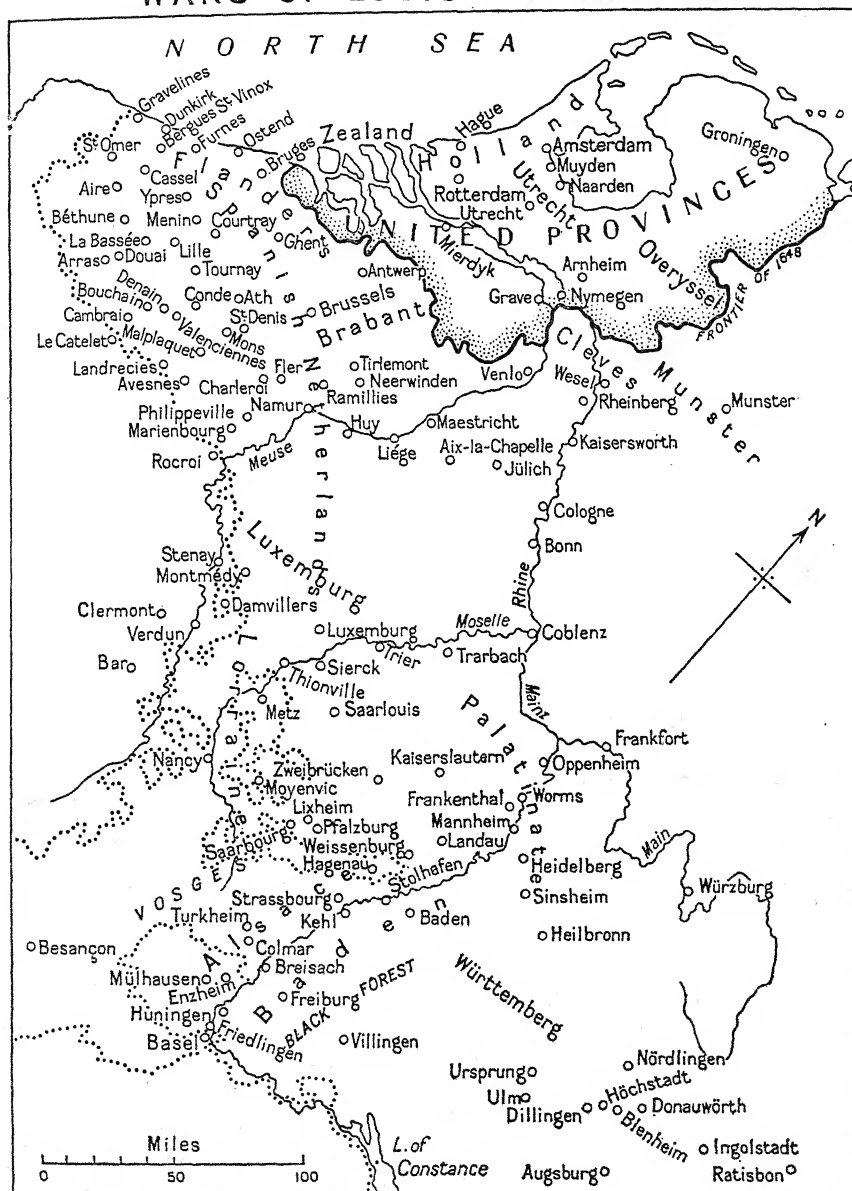 NORTH SEA
Gravelines
Dunkirk
Bergues St Vinox
Furnes
Ostend
Bruges
Zealand
Hague
Holland
Amsterdam
Muyden
Naarden
Groningen
St Omer
Cassel
Flanders
Aire
Ypres
Rotterdam
Utrecht
Utrecht
Béthune
Menin
Courtray
Ghent
UNITED PROVINCES
Mierdyk
La Bassée
Lille
Arras
Douai
Tournay
Antwerp
Arnheim
Overyssel
FRONTIER OF 1648
Denain
Bouchain
Conde
Ath
Brussels
Brabant
Grave
Nymegen
Cambrai
St Denis
Mons
Le Catelet
Malplaquet
Valenciennes
Spanish Netherlands
Cleves
Munster
Landrecies
Fler
Tirlemont
Neerwinden
Venlo
Wesel
Avesnes
Charleroi
Ramillies
Rheinberg
Munster
Philippeville
Namur
Marienbourg
Huy
Maestricht
Kaisersworth
Rocroi
Meuse
Liége
Aix-la-Chapelle
Jülich
Cologne
N
Bonn
Luxemburg
Stenay
Montmédy
Rhine
Clermont
Damvillers
Verdun
Luxemburg
Moselle
Coblenz
Bar
Lorraine
Sierck
Trier
Trarbach
Thionville
Metz
Saarlouis
Palatinate
Mainz
Nancy
Frankfort
Zweibrücken
Kaiserslautern
Oppenheim
Moyenvic
Lixheim
Frankenthal
Worms
Pfalzburg
Mannheim
Saarbourg
Weissenburg
Landau
Main
Hagenau
Stolhafen
Heidelberg
VOSGES
Strassbourg
Sinsheim
Würzburg
Turkheim
Kehl
Baden
Besançon
Alsace
Colmar
Heilbronn
Mülhausen
Breisach
Baden
Enzheim
Freiburg
BLACK FOREST
Württemberg
Hüningen
Friedlingen
Basel
Villingen
Nördlingen
Ursprung
Ulm
Höchstadt
Dillingen
Donauwörth
Blenheim
Miles
0 50 100
L. of
Constance
Ingolstadt
Augsburg
Ratisbon